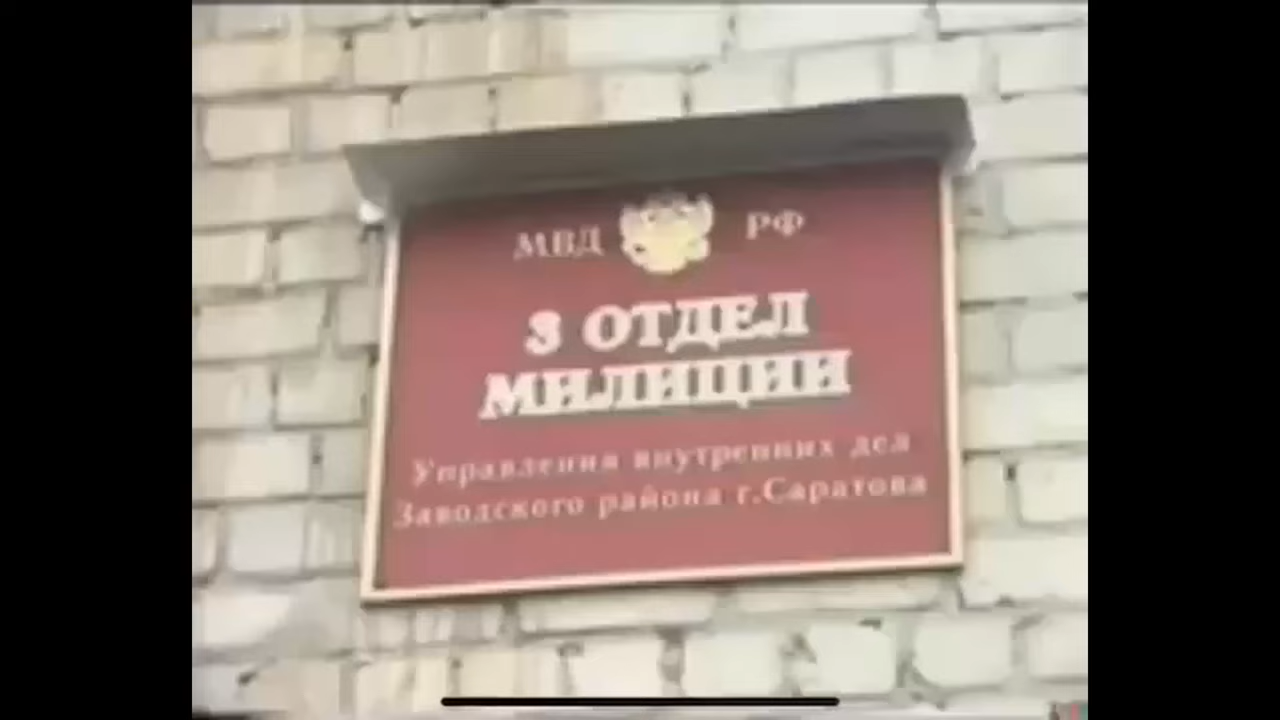 МВД РФ
3 ОТДЕЛ
МИЛИЦИИ
Управления внутренних дел
Заводского района г.Саратова